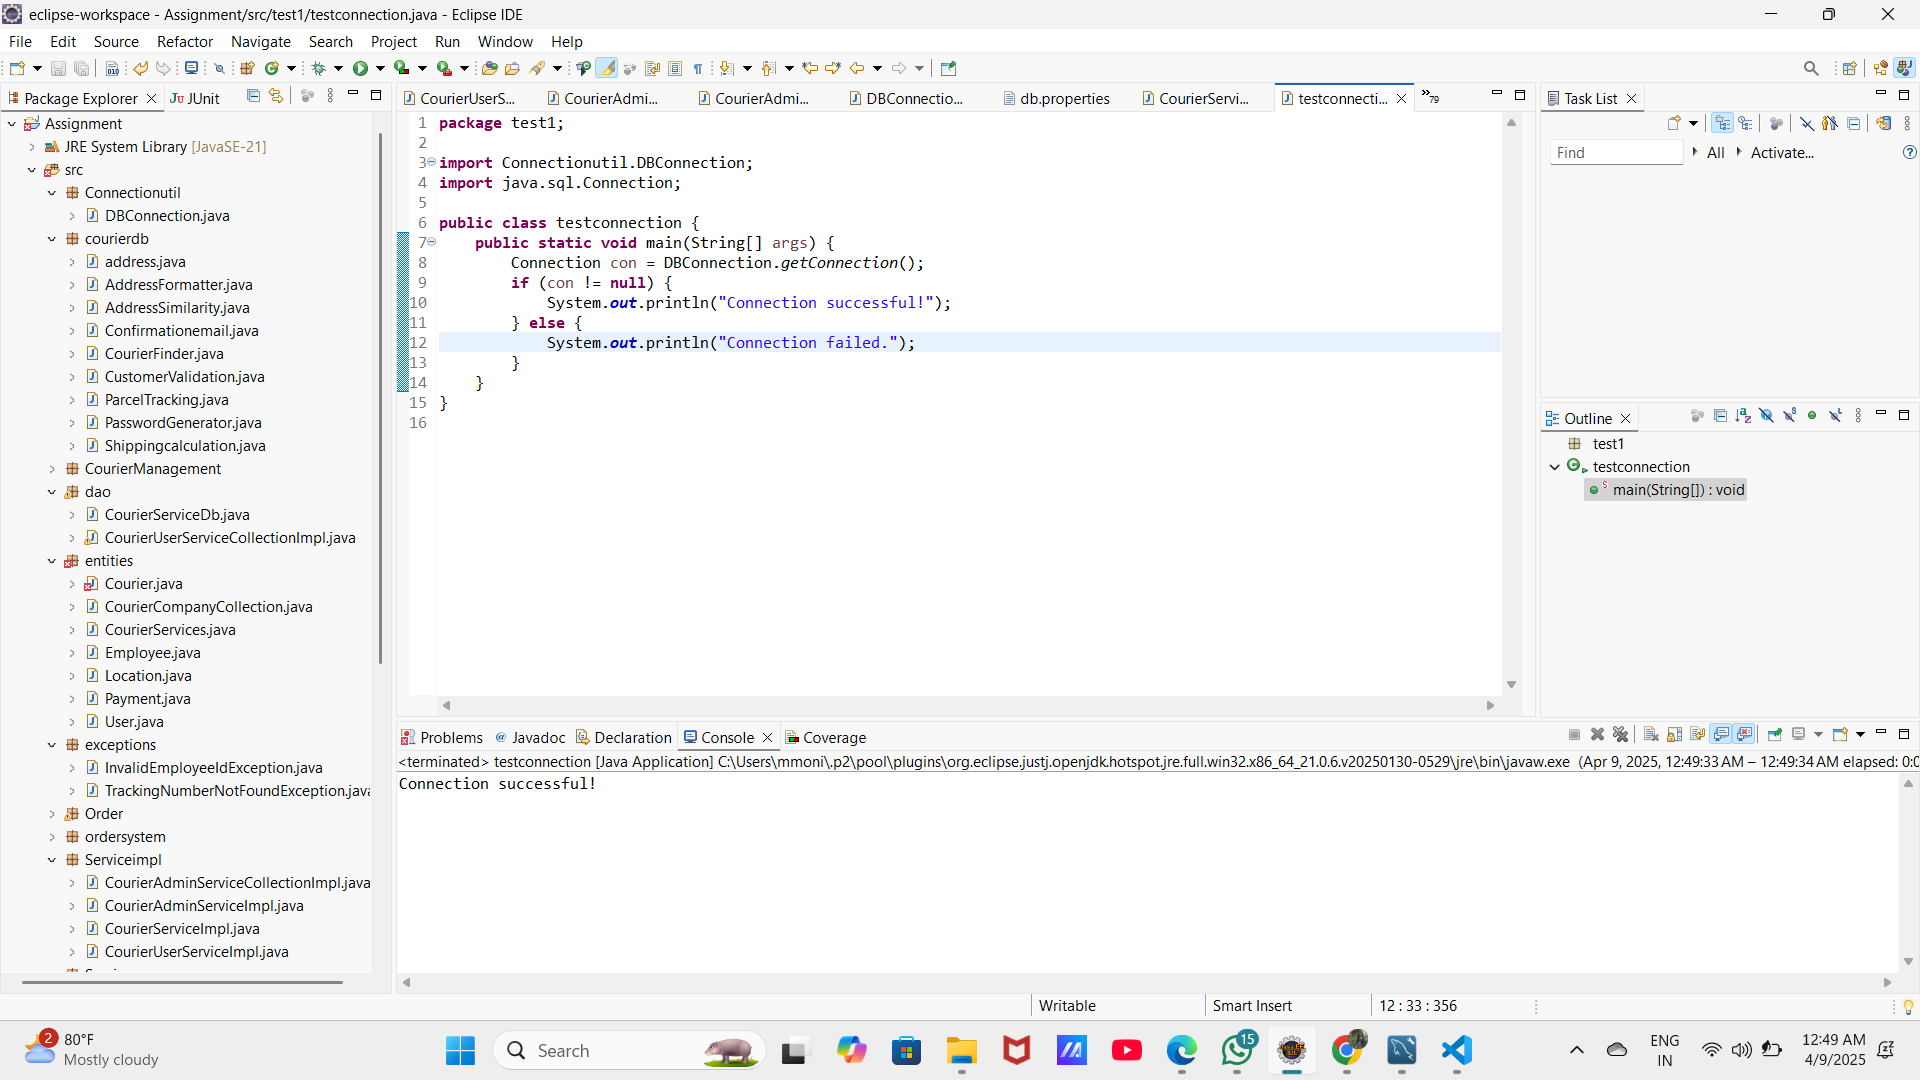 eclipse-workspace - Assignment/src/test1/testconnection.java - Eclipse IDE
File Edit Source Refactor Navigate Search Project Run Window Help
Package Explorer
JUnit
Assignment
JRE System Library [JavaSE-21]
src
Connectionutil
DBConnection.java
courierdb
address.java
AddressFormatter.java
AddressSimilarity.java
Confirmationemail.java
CourierFinder.java
CustomerValidation.java
ParcelTracking.java
PasswordGenerator.java
Shippingcalculation.java
CourierManagement
dao
CourierServiceDb.java
CourierUserServiceCollectionImpl.java
entities
Courier.java
CourierCompanyCollection.java
CourierServices.java
Employee.java
Location.java
Payment.java
User.java
exceptions
InvalidEmployeeIdException.java
TrackingNumberNotFoundException.java
Order
ordersystem
Serviceimpl
CourierAdminServiceCollectionImpl.java
CourierAdminServiceImpl.java
CourierServiceImpl.java
CourierUserServiceImpl.java
CourierUserS... CourierAdmi... CourierAdmi... DBConnectio... db.properties CourierServi... testconnecti... 79
1 package test1;
2
3 import Connectionutil.DBConnection;
4 import java.sql.Connection;
5
6 public class testconnection {
7 public static void main(String[] args) {
8 Connection con = DBConnection.getConnection();
9 if (con != null) {
10 System.out.println("Connection successful!");
11 } else {
12 System.out.println("Connection failed.");
13 }
14 }
15 }
16
Task List
Find
All
Activate...
Outline
test1
testconnection
main(String[]) : void
Problems @ Javadoc Declaration Console Coverage
<terminated> testconnection [Java Application] C:\Users\mmoni\.p2\pool\plugins\org.eclipse.justj.openjdk.hotspot.jre.full.win32.x86_64_21.0.6.v20250130-0529\jre\bin\javaw.exe (Apr 9, 2025, 12:49:33 AM – 12:49:34 AM elapsed: 0:0
Connection successful!
Writable
Smart Insert
12 : 33 : 356
2
80°F
Mostly cloudy
Search
15
ENG
IN
12:49 AM
4/9/2025